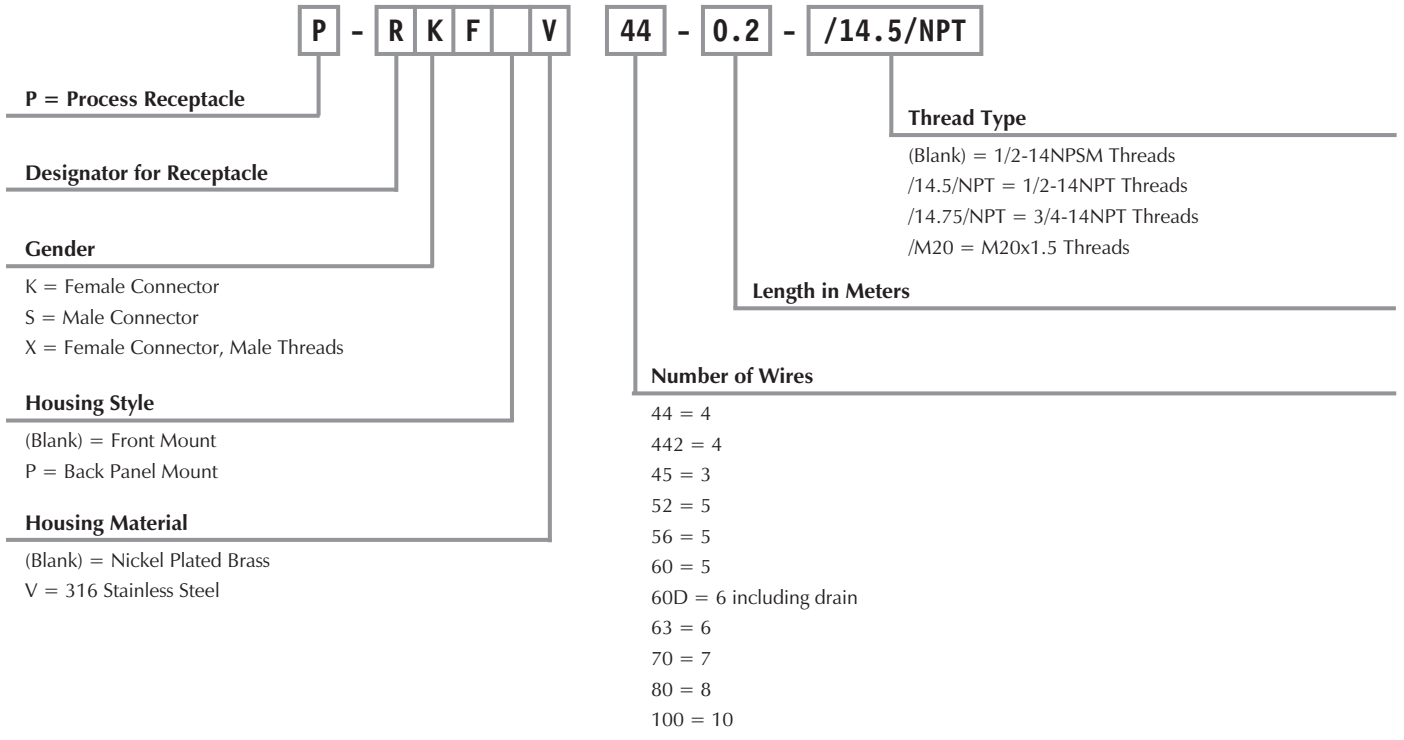 P - R K F V 44 - 0.2 - /14.5/NPT
P = Process Receptacle
Designator for Receptacle
Gender
K = Female Connector
S = Male Connector
X = Female Connector, Male Threads
Housing Style
(Blank) = Front Mount
P = Back Panel Mount
Housing Material
(Blank) = Nickel Plated Brass
V = 316 Stainless Steel
Thread Type
(Blank) = 1/2-14NPSM Threads
/14.5/NPT = 1/2-14NPT Threads
/14.75/NPT = 3/4-14NPT Threads
/M20 = M20x1.5 Threads
Length in Meters
Number of Wires
44 = 4
442 = 4
45 = 3
52 = 5
56 = 5
60 = 5
60D = 6 including drain
63 = 6
70 = 7
80 = 8
100 = 10